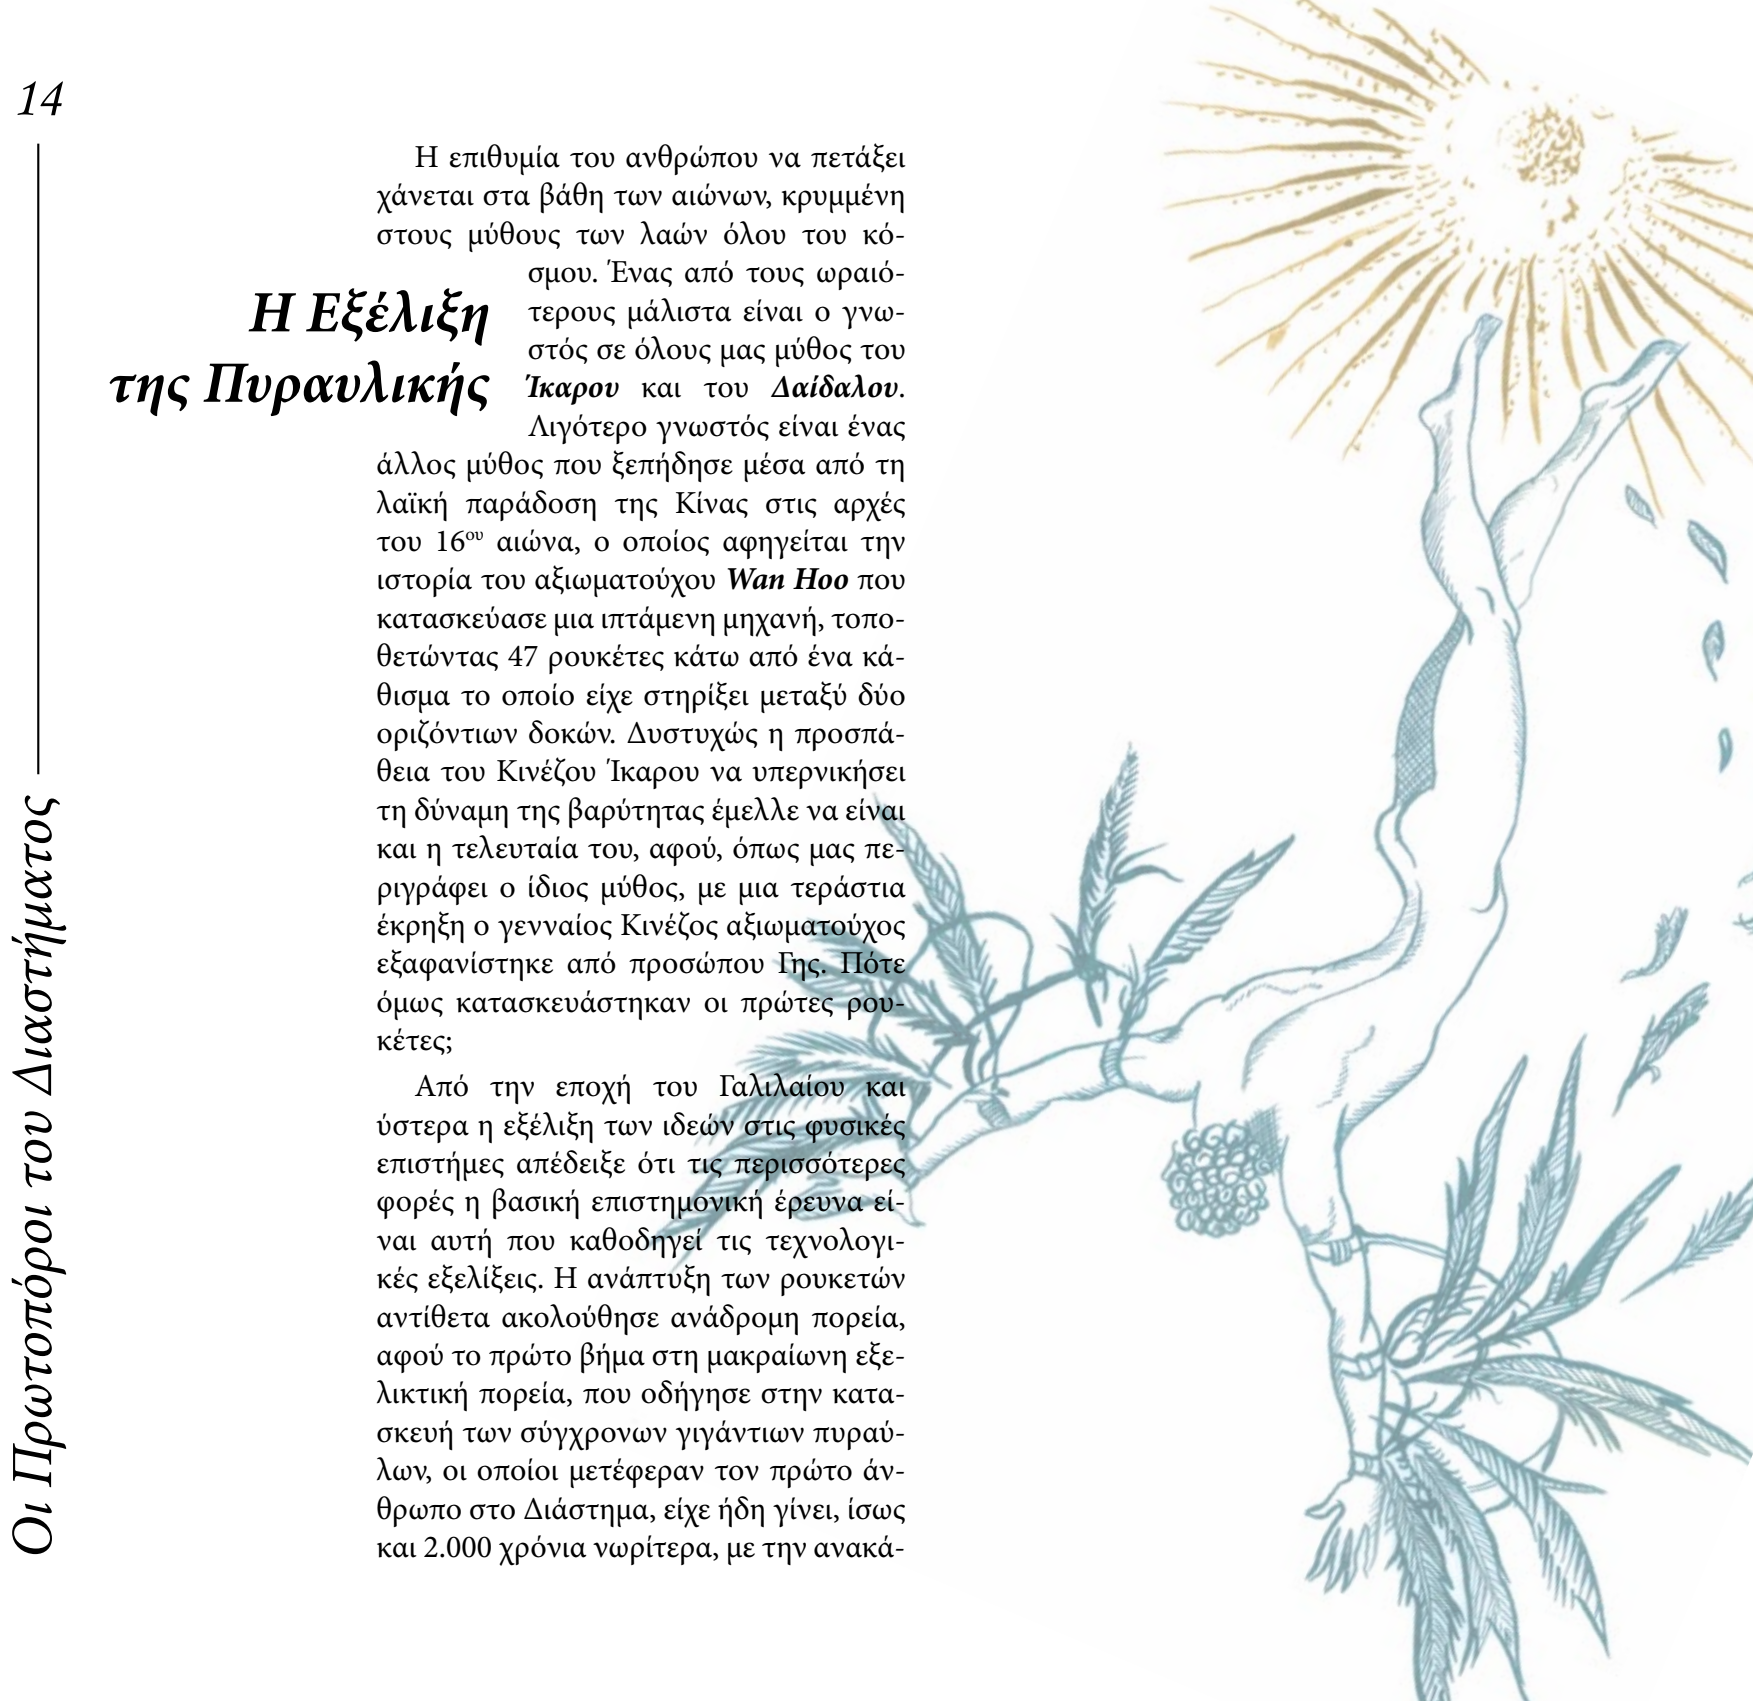 14
Οι Πρωτοπόροι του Διαστήματος
Η Εξέλιξη
της Πυραυλικής
Η επιθυμία του ανθρώπου να πετάξει
χάνεται στα βάθη των αιώνων, κρυμμένη
στους μύθους των λαών όλου του κό-
σμου. Ένας από τους ωραιό-
τερους μάλιστα είναι ο γνω-
στός σε όλους μας μύθος του
Ίκαρου και του Δαίδαλου.
Λιγότερο γνωστός είναι ένας
άλλος μύθος που ξεπήδησε μέσα από τη
λαϊκή παράδοση της Κίνας στις αρχές
του 16ου αιώνα, ο οποίος αφηγείται την
ιστορία του αξιωματούχου Wan Hoo που
κατασκεύασε μια ιπτάμενη μηχανή, τοπο-
θετώντας 47 ρουκέτες κάτω από ένα κά-
θισμα το οποίο είχε στηρίξει μεταξύ δύο
οριζόντιων δοκών. Δυστυχώς η προσπά-
θεια του Κινέζου Ίκαρου να υπερνικήσει
τη δύναμη της βαρύτητας έμελλε να είναι
και η τελευταία του, αφού, όπως μας πε-
ριγράφει ο ίδιος μύθος, με μια τεράστια
έκρηξη ο γενναίος Κινέζος αξιωματούχος
εξαφανίστηκε από προσώπου Γης. Πότε
όμως κατασκευάστηκαν οι πρώτες ρου-
κέτες;
Από την εποχή του Γαλιλαίου και
ύστερα η εξέλιξη των ιδεών στις φυσικές
επιστήμες απέδειξε ότι τις περισσότερες
φορές η βασική επιστημονική έρευνα εί-
ναι αυτή που καθοδηγεί τις τεχνολογι-
κές εξελίξεις. Η ανάπτυξη των ρουκετών
αντίθετα ακολούθησε ανάδρομη πορεία,
αφού το πρώτο βήμα στη μακραίωνη εξε-
λικτική πορεία, που οδήγησε στην κατα-
σκευή των σύγχρονων γιγάντιων πυραύ-
λων, οι οποίοι μετέφεραν τον πρώτο άν-
θρωπο στο Διάστημα, είχε ήδη γίνει, ίσως
και 2.000 χρόνια νωρίτερα, με την ανακά-